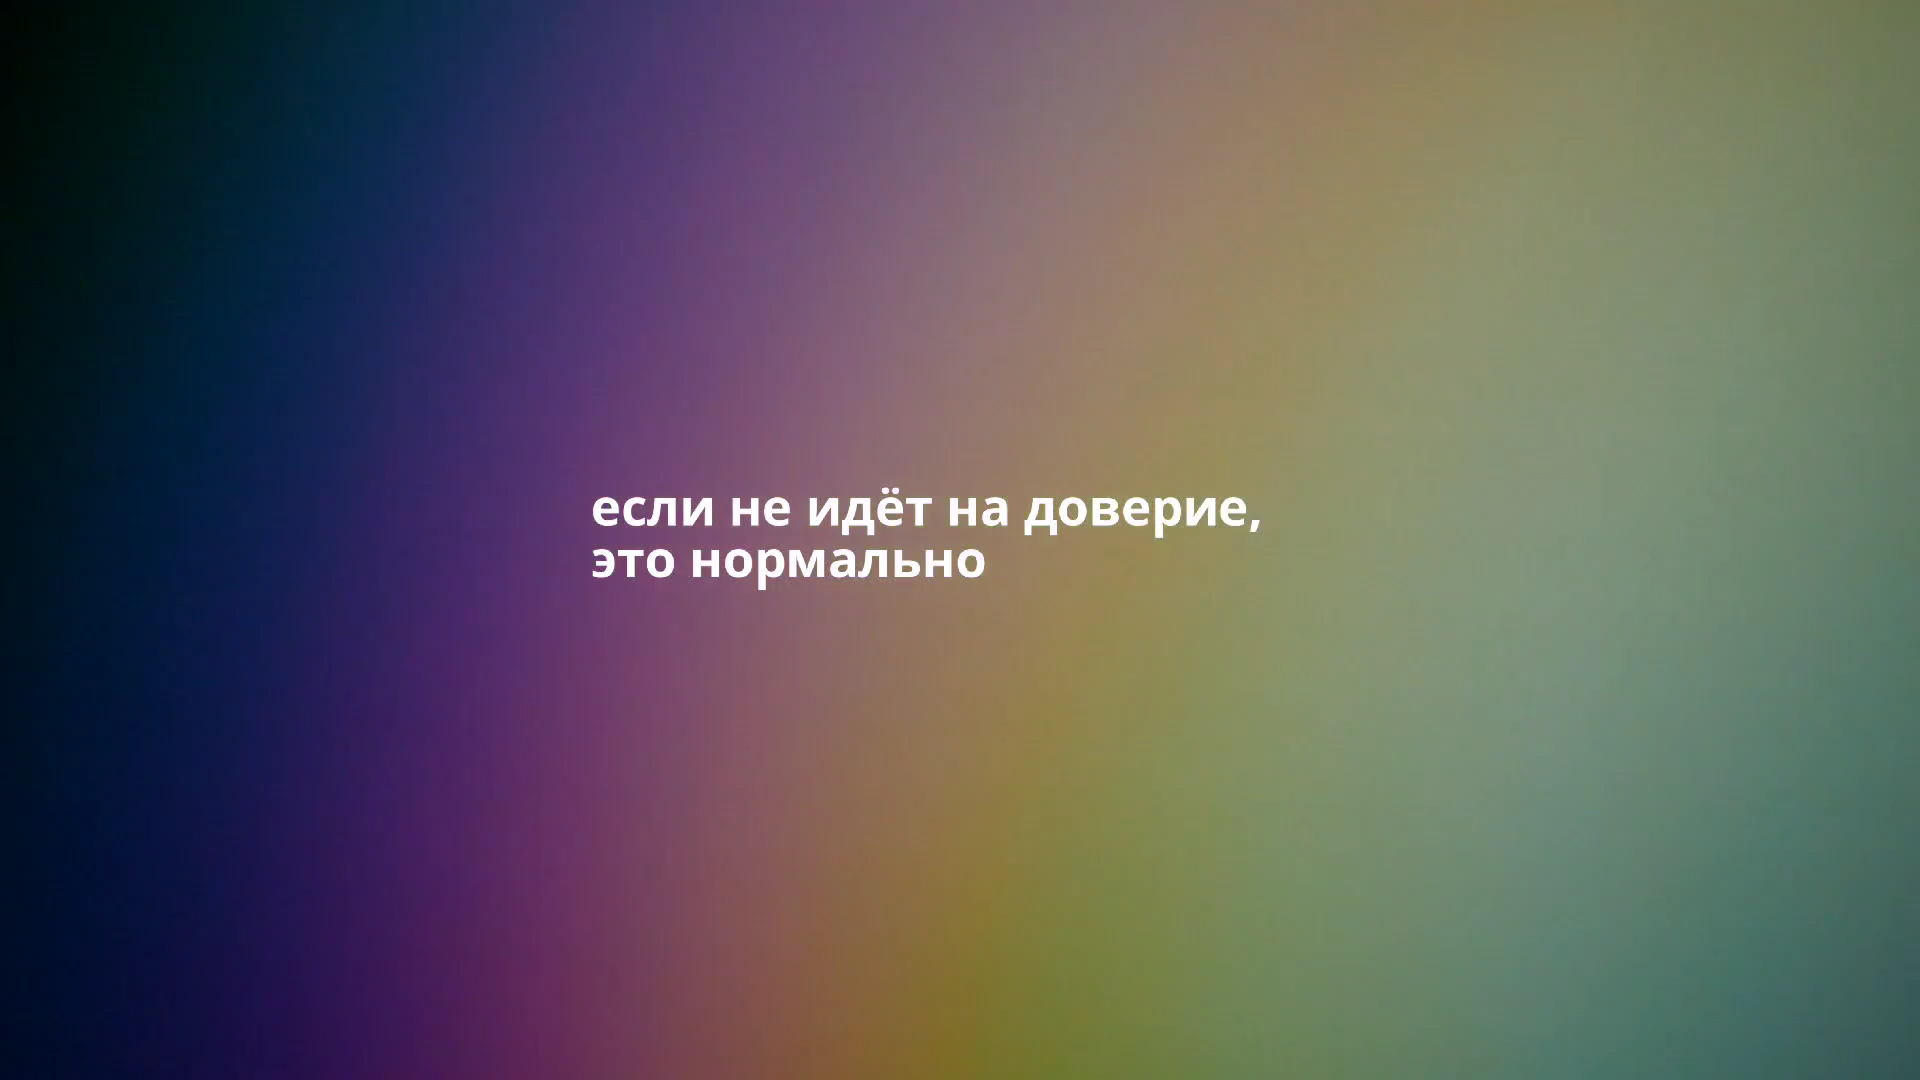 если не идёт на доверие,
это нормально